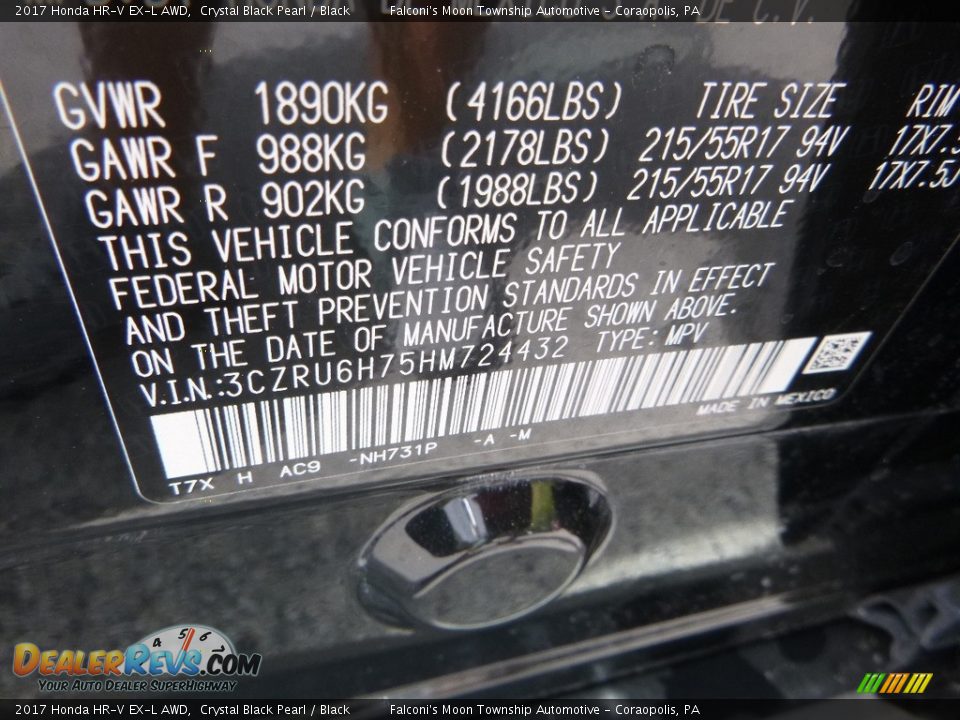 2017 Honda HR-V EX-L AWD, Crystal Black Pearl / Black Falconi's Moon Township Automotive - Coraopolis, PA
DE C.V.
GVWR 1890KG (4166LBS) TIRE SIZE RIM
GAWR F 988KG (2178LBS) 215/55R17 94V 17X7.5
GAWR R 902KG (1988LBS) 215/55R17 94V 17X7.5J
THIS VEHICLE CONFORMS TO ALL APPLICABLE
FEDERAL MOTOR VEHICLE SAFETY
AND THEFT PREVENTION STANDARDS IN EFFECT
ON THE DATE OF MANUFACTURE SHOWN ABOVE.
V.I.N.:3CZRU6H75HM724432 TYPE: MPV
MADE IN MEXICO
T7X H AC9 -NH731P -A -M
4 5 6
DealerRevs.com
Your Auto Dealer SuperHighway
2017 Honda HR-V EX-L AWD, Crystal Black Pearl / Black Falconi's Moon Township Automotive - Coraopolis, PA